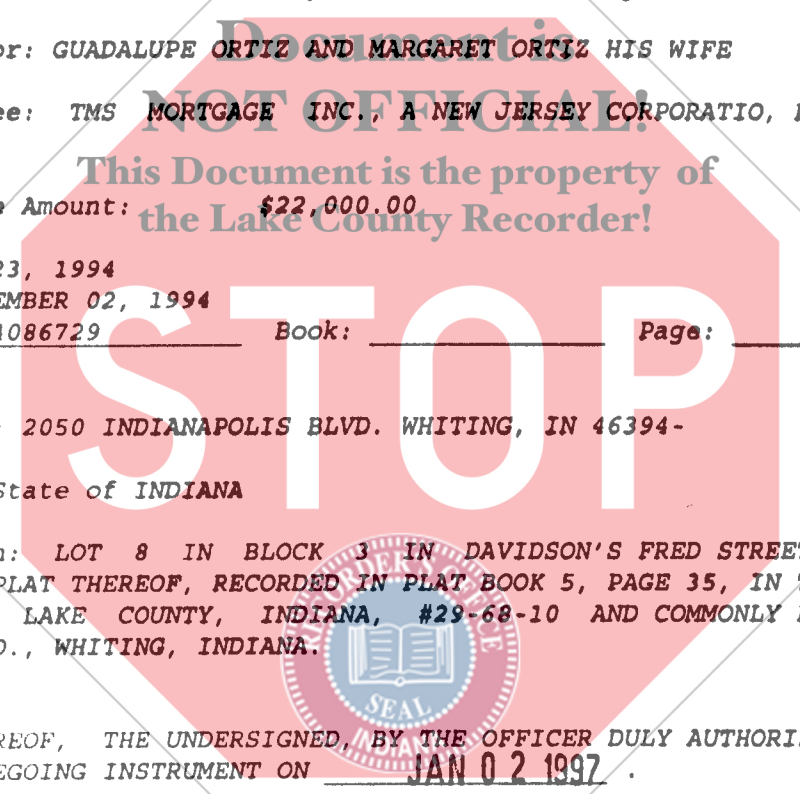 Document is
or: GUADALUPE ORTIZ AND MARGARET ORTIZ HIS WIFE
NOT OFFICIAL!
ee: TMS MORTGAGE INC., A NEW JERSEY CORPORATIO,
This Document is the property of
Amount: $22,000.00
the Lake County Recorder!
23, 1994
EMBER 02, 1994
086729 Book: Page:
STOP
2050 INDIANAPOLIS BLVD. WHITING, IN 46394-
State of INDIANA
n: LOT 8 IN BLOCK 3 IN DAVIDSON'S FRED STREET
PLAT THEREOF, RECORDED IN PLAT BOOK 5, PAGE 35, IN
LAKE COUNTY, INDIANA, #29-68-10 AND COMMONLY
D., WHITING, INDIANA.
RECORDER'S OFFICE
SEAL
INDIANA
REOF, THE UNDERSIGNED, BY THE OFFICER DULY AUTHORI
EGOING INSTRUMENT ON JAN 02 1997 .